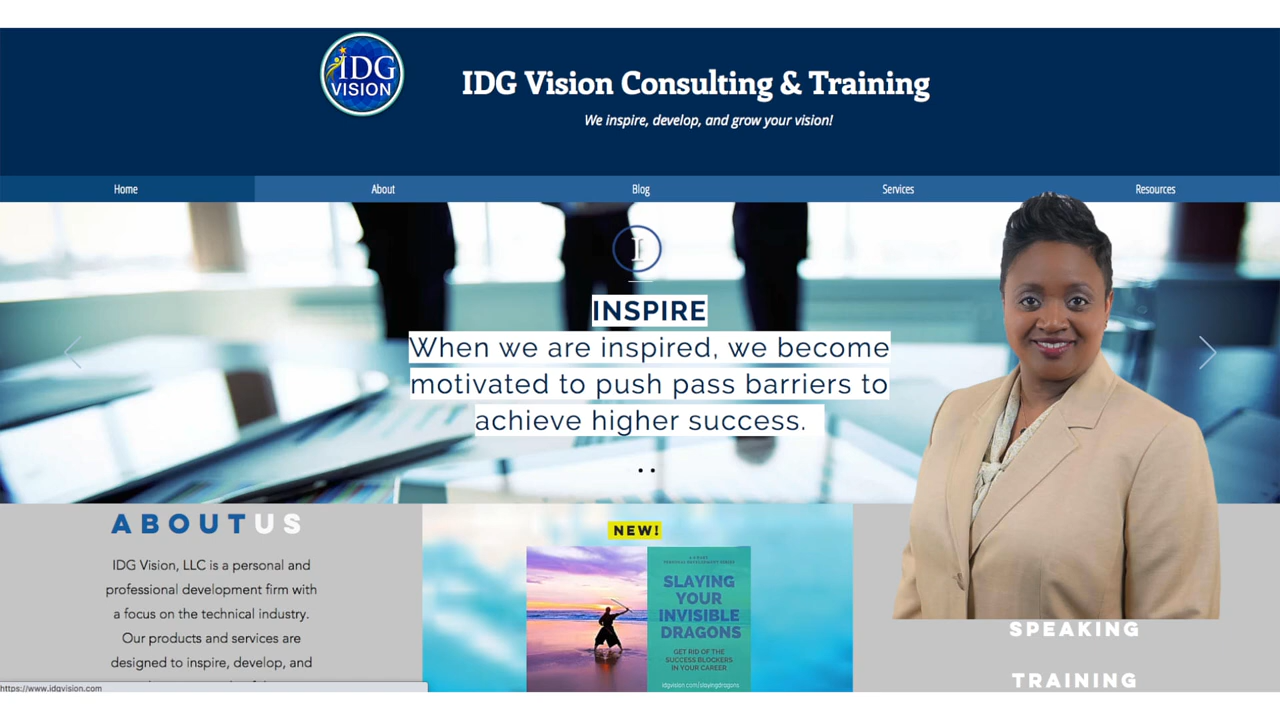 IDG
VISION
IDG Vision Consulting & Training
We inspire, develop, and grow your vision!
Home
About
Blog
Services
Resources
I
INSPIRE
When we are inspired, we become
motivated to push pass barriers to
achieve higher success.
ABOUT US
IDG Vision, LLC is a personal and
professional development firm with
a focus on the technical industry.
Our products and services are
designed to inspire, develop, and
NEW!
SLAYING
YOUR
INVISIBLE
DRAGONS
GET RID OF THE
SUCCESS BLOCKERS
IN YOUR CAREER
idgvision.com/slayingdragons
SPEAKING
TRAINING
https://www.idgvision.com